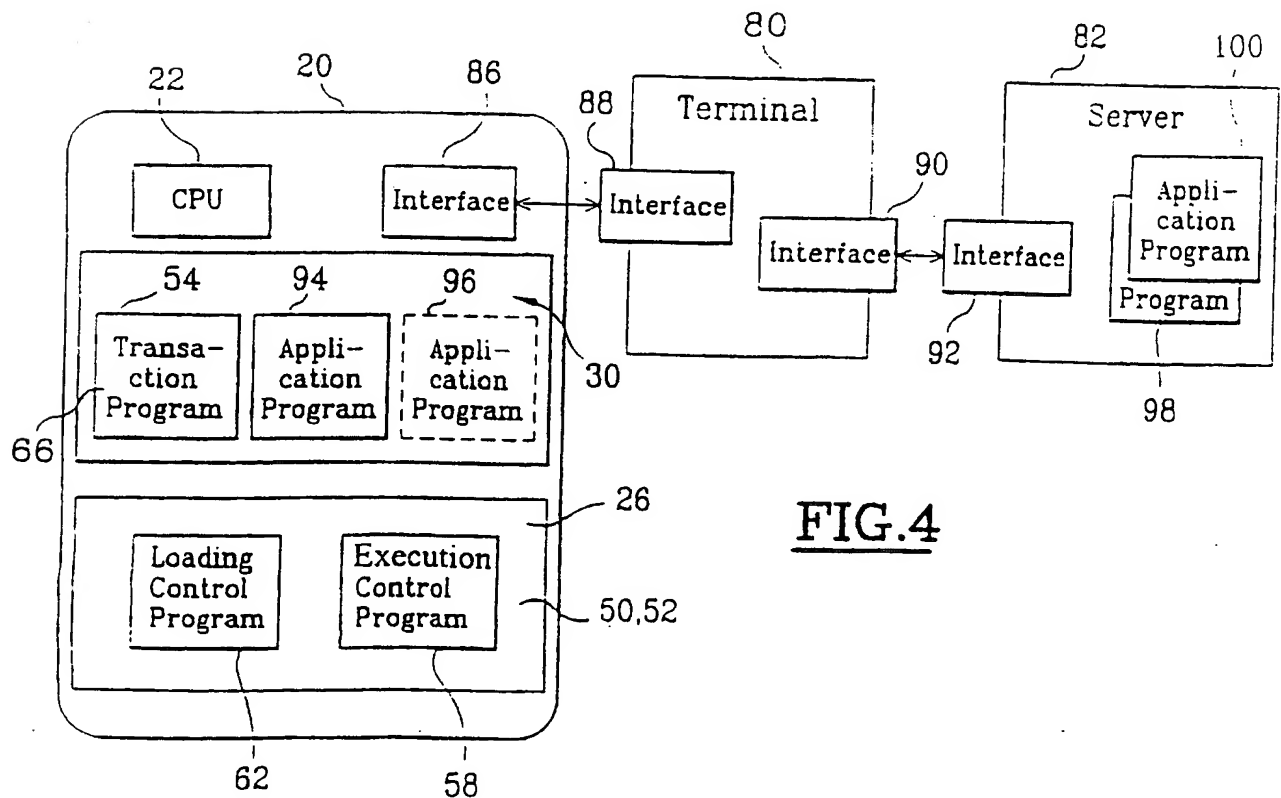 80
100
20
82
86
22
88
Terminal
Server
90
CPU
Interface
Interface
Appli-
cation
Program
Interface
Interface
Program
54
94
96
92
98
Transa-
ction
Program
Appli-
cation
Program
Appli-
cation
Program
30
66
26
FIG.4
Loading
Control
Program
Execution
Control
Program
50,52
62
58